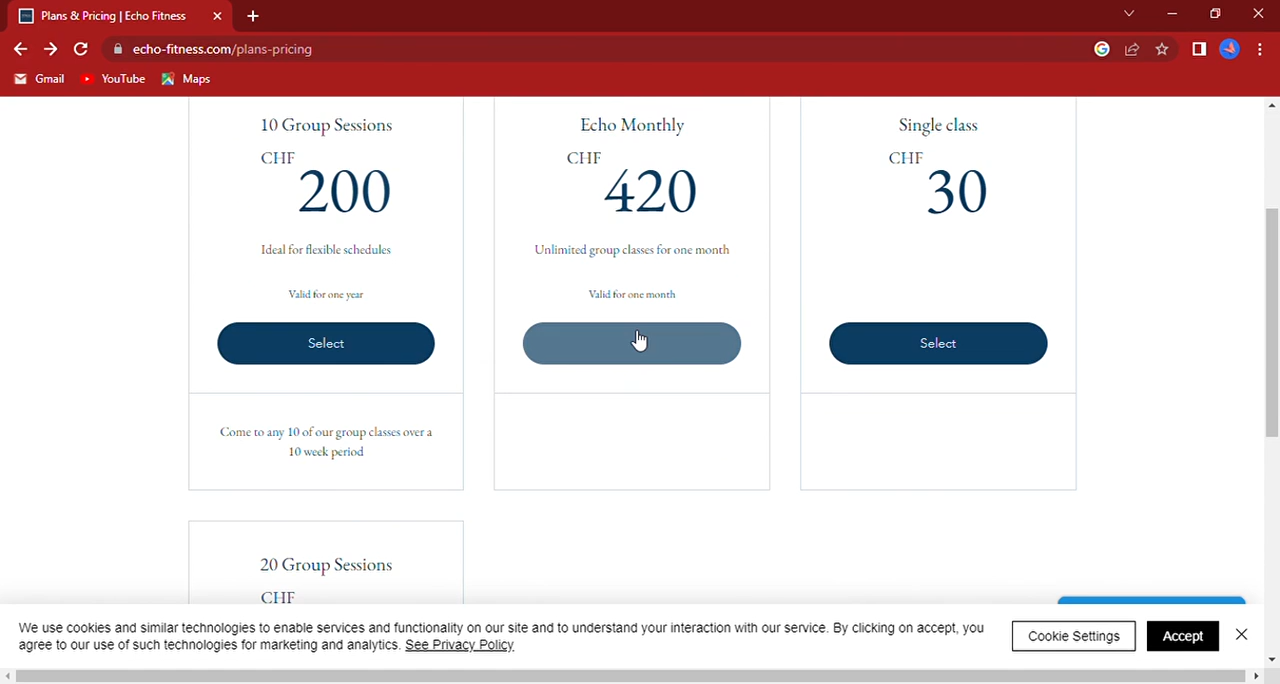 Plans & Pricing | Echo Fitness
echo-fitness.com/plans-pricing
Gmail YouTube Maps
10 Group Sessions
CHF
200
Ideal for flexible schedules
Valid for one year
Select
Come to any 10 of our group classes over a
10 week period
Echo Monthly
CHF
420
Unlimited group classes for one month
Valid for one month
Single class
CHF
30
Select
20 Group Sessions
CHF
We use cookies and similar technologies to enable services and functionality on our site and to understand your interaction with our service. By clicking on accept, you
agree to our use of such technologies for marketing and analytics. See Privacy Policy
Cookie Settings
Accept